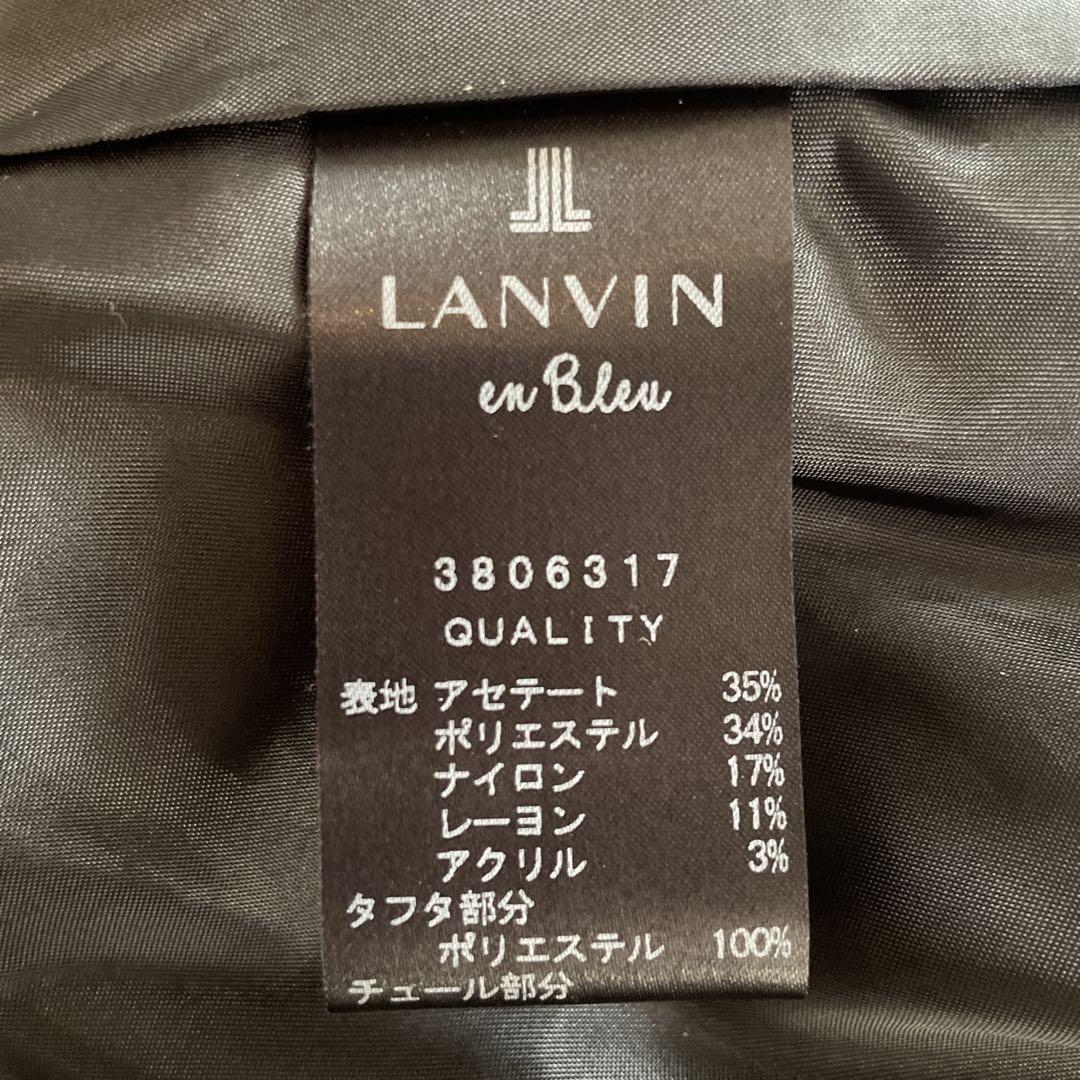 LANVIN
en Bleu
3806317
QUALITY
表地 アセテート 35%
ポリエステル 34%
ナイロン 17%
レーヨン 11%
アクリル 3%
タフタ部分
ポリエステル 100%
チュール部分